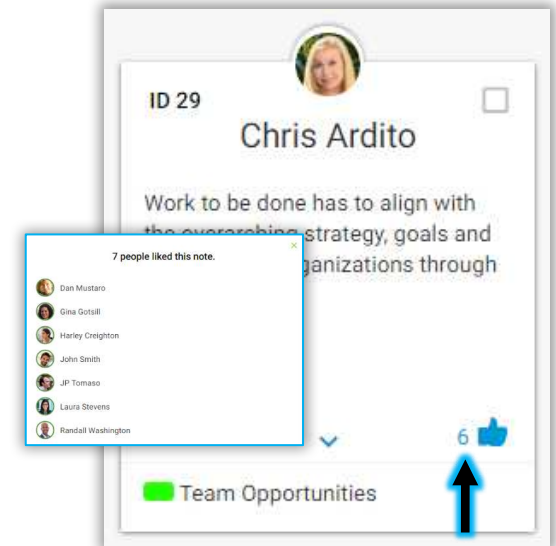 ID 29
Chris Ardito
Work to be done has to align with
the overarching strategy, goals and
ganizations through
7 people liked this note.
Dan Mustaro
Gina Gotsill
Harley Creighton
John Smith
JP Tomaso
Laura Stevens
Randall Washington
6
Team Opportunities